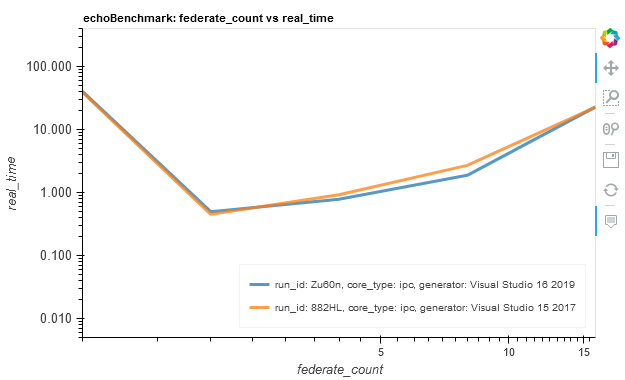 echoBenchmark: federate_count vs real_time
100.000
10.000
1.000
0.100
0.010
real_time
run_id: Zu60n, core_type: ipc, generator: Visual Studio 16 2019
run_id: 882HL, core_type: ipc, generator: Visual Studio 15 2017
5
10
15
federate_count